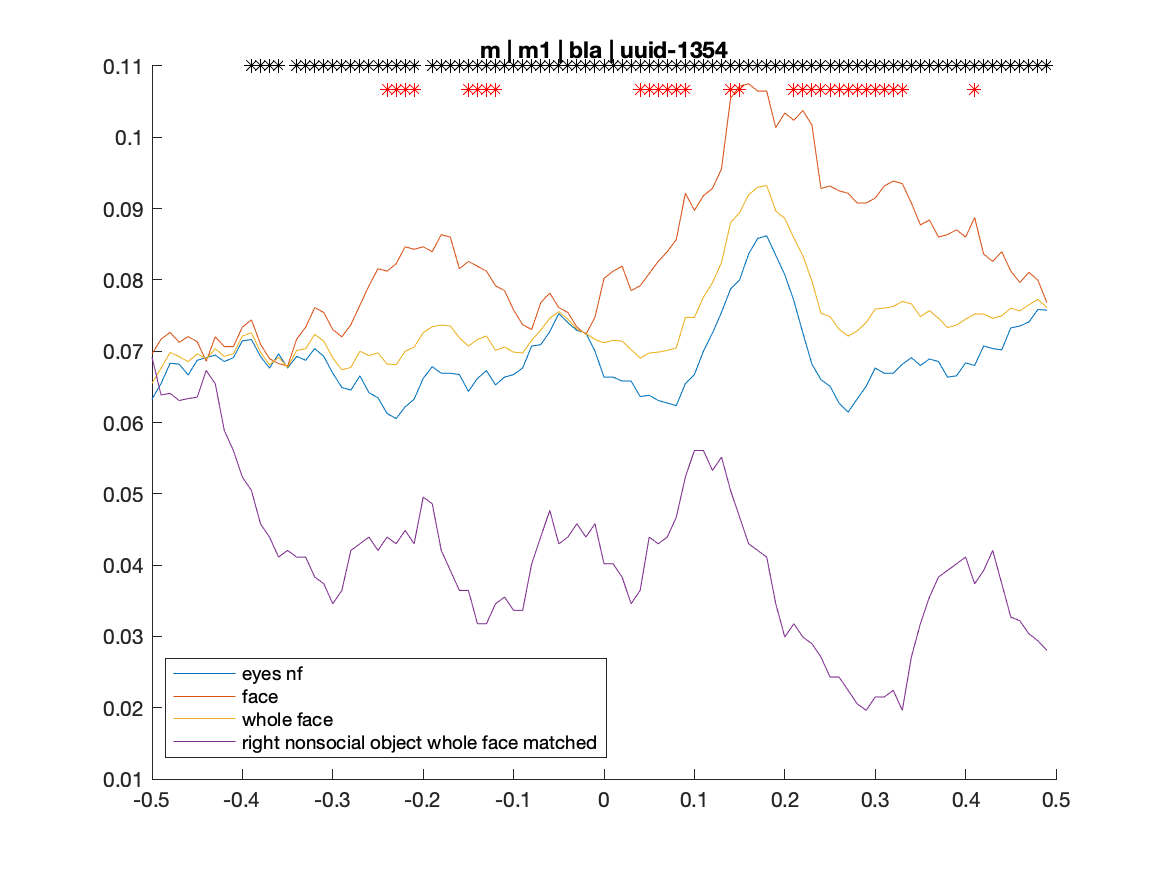 m | m1 | bla | uuid-1354
0.11
0.1
0.09
0.08
0.07
0.06
0.05
0.04
0.03
0.02
0.01
eyes nf
face
whole face
right nonsocial object whole face matched
-0.5 -0.4 -0.3 -0.2 -0.1 0 0.1 0.2 0.3 0.4 0.5